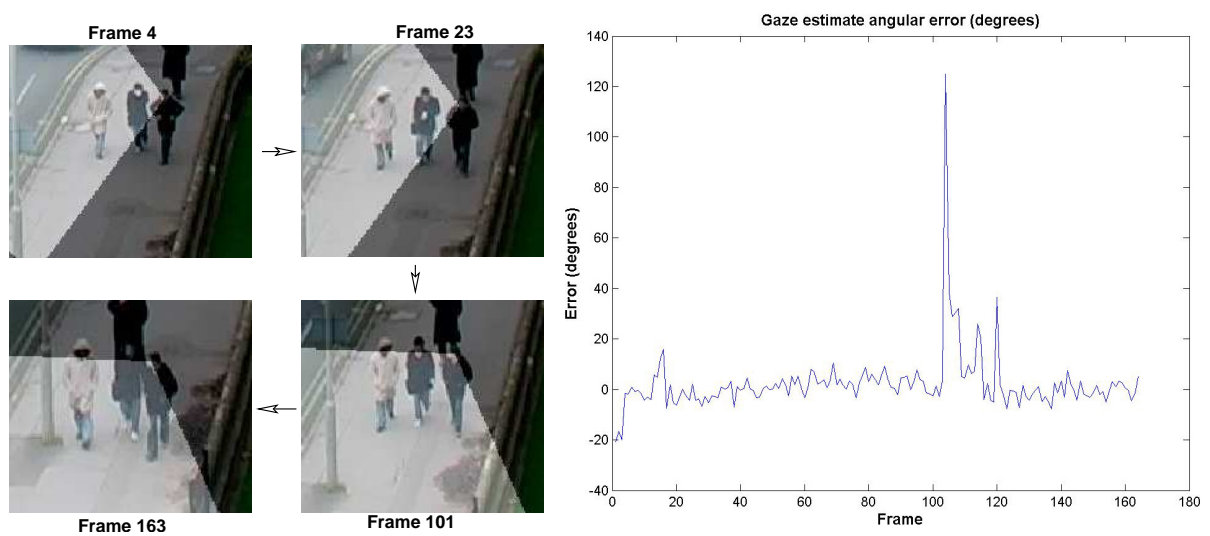 Frame 4
Frame 23
Frame 163
Frame 101
Gaze estimate angular error (degrees)
140
120
100
80
60
40
20
0
-20
-40
Error (degrees)
0 20 40 60 80 100 120 140 160 180
Frame